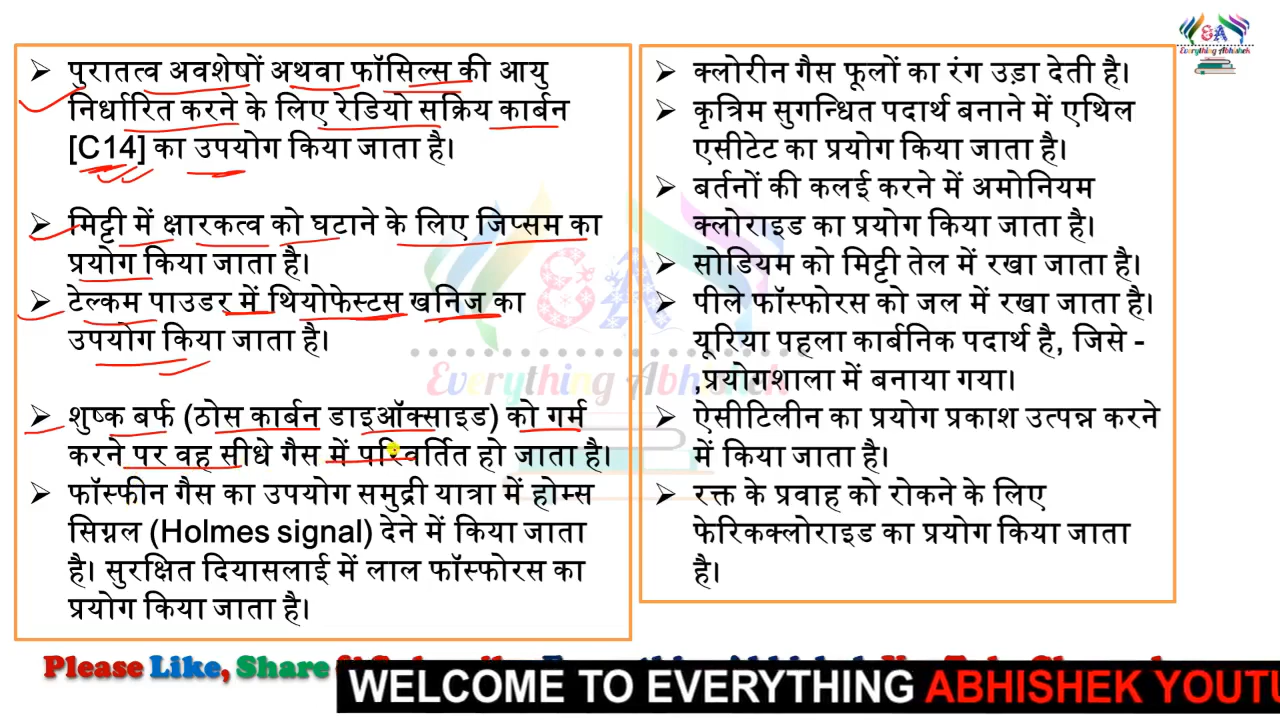 Everything Abhishek
पुरातत्व अवशेषों अथवा फॉसिल्स की आयु
निर्धारित करने के लिए रेडियो सक्रिय कार्बन
[C14] का उपयोग किया जाता है।
मिट्टी में क्षारकत्व को घटाने के लिए जिप्सम का
प्रयोग किया जाता है।
टेल्कम पाउडर में थियोफेस्टस खनिज का
उपयोग किया जाता है।
शुष्क बर्फ (ठोस कार्बन डाइऑक्साइड) को गर्म
करने पर वह सीधे गैस में परिवर्तित हो जाता है।
फॉस्फीन गैस का उपयोग समुद्री यात्रा में होम्स
सिग्नल (Holmes signal) देने में किया जाता
है। सुरक्षित दियासलाई में लाल फॉस्फोरस का
प्रयोग किया जाता है।
क्लोरीन गैस फूलों का रंग उड़ा देती है।
कृत्रिम सुगन्धित पदार्थ बनाने में एथिल
एसीटेट का प्रयोग किया जाता है।
बर्तनों की कलई करने में अमोनियम
क्लोराइड का प्रयोग किया जाता है।
सोडियम को मिट्टी तेल में रखा जाता है।
पीले फॉस्फोरस को जल में रखा जाता है।
यूरिया पहला कार्बनिक पदार्थ है, जिसे -
,प्रयोगशाला में बनाया गया।
ऐसीटिलीन का प्रयोग प्रकाश उत्पन्न करने
में किया जाता है।
रक्त के प्रवाह को रोकने के लिए
फेरिकक्लोराइड का प्रयोग किया जाता
है।
Everything Abhishek
Please Like, Share
WELCOME TO EVERYTHING ABHISHEK YOUTU